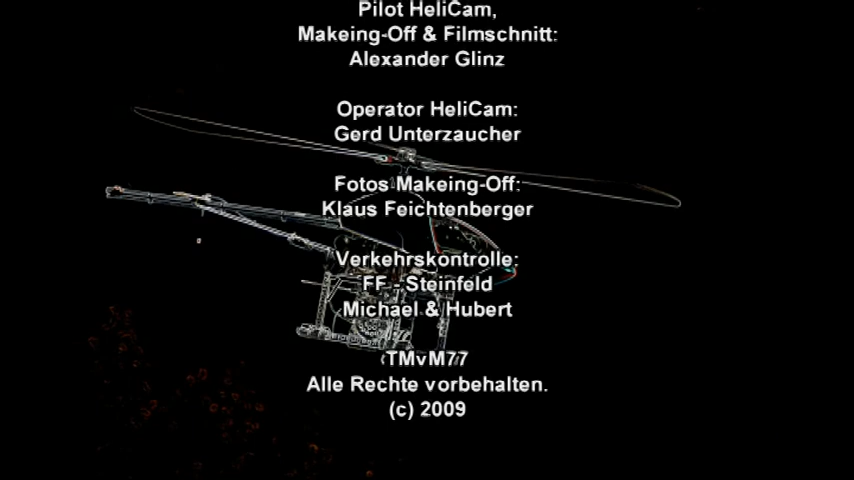 Pilot HeliCam,
Makeing-Off & Filmschnitt:
Alexander Glinz
Operator HeliCam:
Gerd Unterzaucher
Fotos Makeing-Off:
Klaus Feichtenberger
Verkehrskontrolle:
FF - Steinfeld
Michael & Hubert
TMvM77
Alle Rechte vorbehalten.
(c) 2009